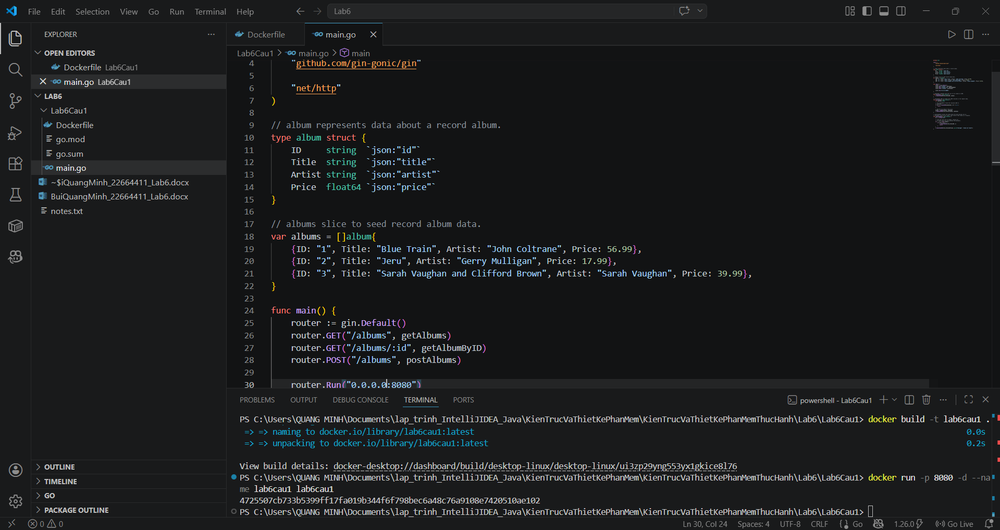 File Edit Selection View Go Run Terminal Help
Lab6
EXPLORER
OPEN EDITORS
Dockerfile Lab6Cau1
main.go Lab6Cau1
LAB6
Lab6Cau1
Dockerfile
go.mod
go.sum
main.go
~$iQuangMinh_22664411_Lab6.docx
BuiQuangMinh_22664411_Lab6.docx
notes.txt
OUTLINE
TIMELINE
GO
PACKAGE OUTLINE
Dockerfile main.go
Lab6Cau1 > main.go > main
4 "github.com/gin-gonic/gin"
5
6 "net/http"
7 )
8
9 // album represents data about a record album.
10 type album struct {
11 ID string `json:"id"`
12 Title string `json:"title"`
13 Artist string `json:"artist"`
14 Price float64 `json:"price"`
15 }
16
17 // albums slice to seed record album data.
18 var albums = []album{
19 {ID: "1", Title: "Blue Train", Artist: "John Coltrane", Price: 56.99},
20 {ID: "2", Title: "Jeru", Artist: "Gerry Mulligan", Price: 17.99},
21 {ID: "3", Title: "Sarah Vaughan and Clifford Brown", Artist: "Sarah Vaughan", Price: 39.99},
22 }
23
24 func main() {
25 router := gin.Default()
26 router.GET("/albums", getAlbums)
27 router.GET("/albums/:id", getAlbumByID)
28 router.POST("/albums", postAlbums)
29
30 router.Run("0.0.0.0:8080")
PROBLEMS OUTPUT DEBUG CONSOLE TERMINAL PORTS
powershell - Lab6Cau1
PS C:\Users\QUANG MINH\Documents\lap_trinh_IntelliJIDEA_Java\KienTrucVaThietKePhanMem\KienTrucVaThietKePhanMemThucHanh\Lab6\Lab6Cau1> docker build -t lab6cau1 .
=> => naming to docker.io/library/lab6cau1:latest 0.0s
=> => unpacking to docker.io/library/lab6cau1:latest 0.2s
View build details: docker-desktop://dashboard/build/desktop-linux/desktop-linux/ui3zp29yng553yx1gkice8l76
PS C:\Users\QUANG MINH\Documents\lap_trinh_IntelliJIDEA_Java\KienTrucVaThietKePhanMem\KienTrucVaThietKePhanMemThucHanh\Lab6\Lab6Cau1> docker run -p 8080 -d --na
me lab6cau1 lab6cau1
4725507cb733b5399ff17fa019b344f6f798bec6a48c76a9108e7420510ae102
PS C:\Users\QUANG MINH\Documents\lap_trinh_IntelliJIDEA_Java\KienTrucVaThietKePhanMem\KienTrucVaThietKePhanMemThucHanh\Lab6\Lab6Cau1>
0 0 Ln 30, Col 24 Spaces: 4 UTF-8 CRLF { } Go 1.26.0 Go Live